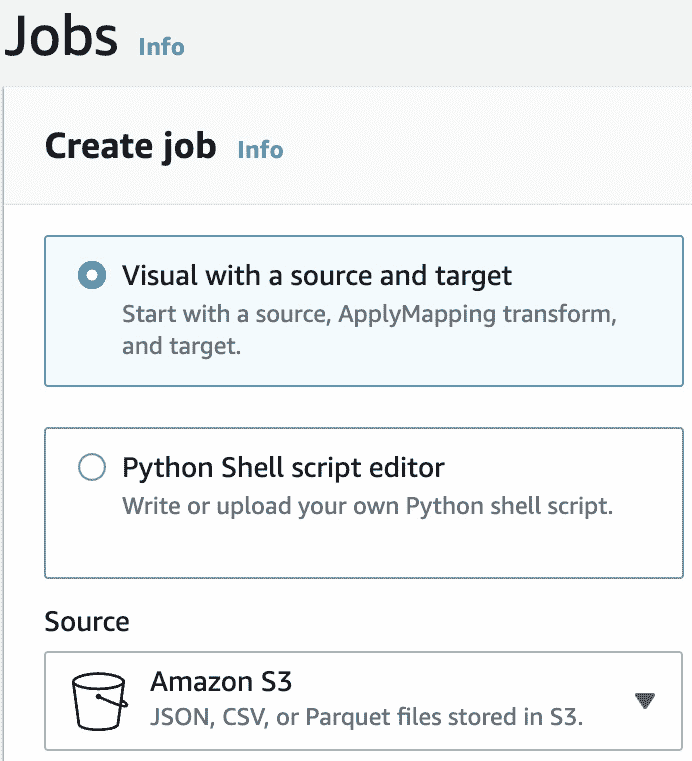 Jobs Info
Create job Info
Visual with a source and target
Start with a source, ApplyMapping transform,
and target.
Python Shell script editor
Write or upload your own Python shell script.
Source
Amazon S3
JSON, CSV, or Parquet files stored in S3.